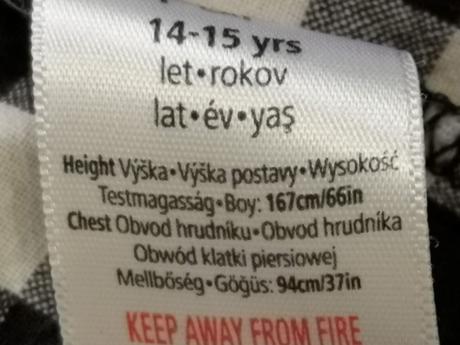 14-15 yrs
let•rokov
lat•év•yaş
Height Výška•Výška postavy•Wysokość
Testmagasság•Boy: 167cm/66in
Chest Obvod hrudníku•Obvod hrudníka
Obwód klatki piersiowej
Mellbőség•Göğüs: 94cm/37in
KEEP AWAY FROM FIRE